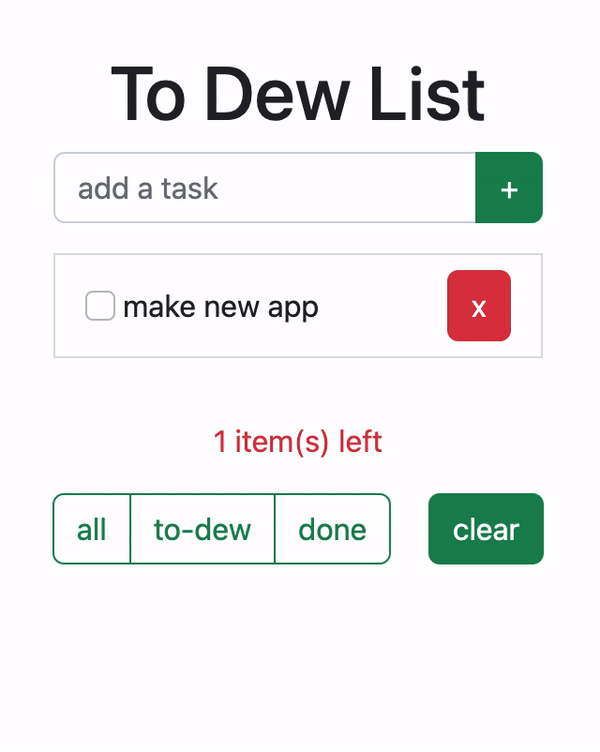 To Dew List
add a task +
make new app x
1 item(s) left
all to-dew done clear